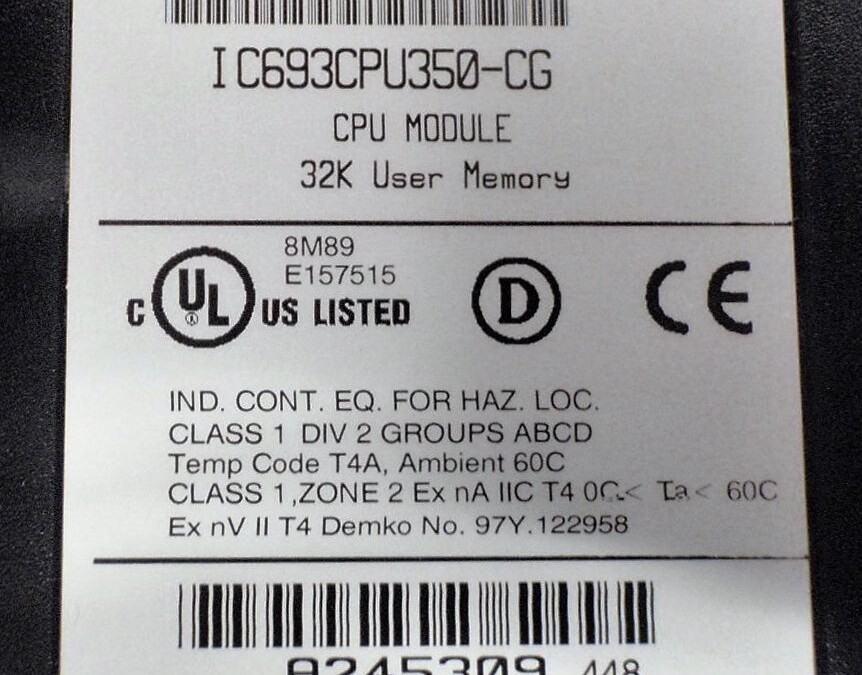 IC693CPU350-CG
CPU MODULE
32K User Memory
8M89
E157515
C UL US LISTED
D
CE
IND. CONT. EQ. FOR HAZ. LOC.
CLASS 1 DIV 2 GROUPS ABCD
Temp Code T4A, Ambient 60C
CLASS 1,ZONE 2 Ex nA IIC T4 0C< Ta< 60C
Ex nV II T4 Demko No. 97Y.122958